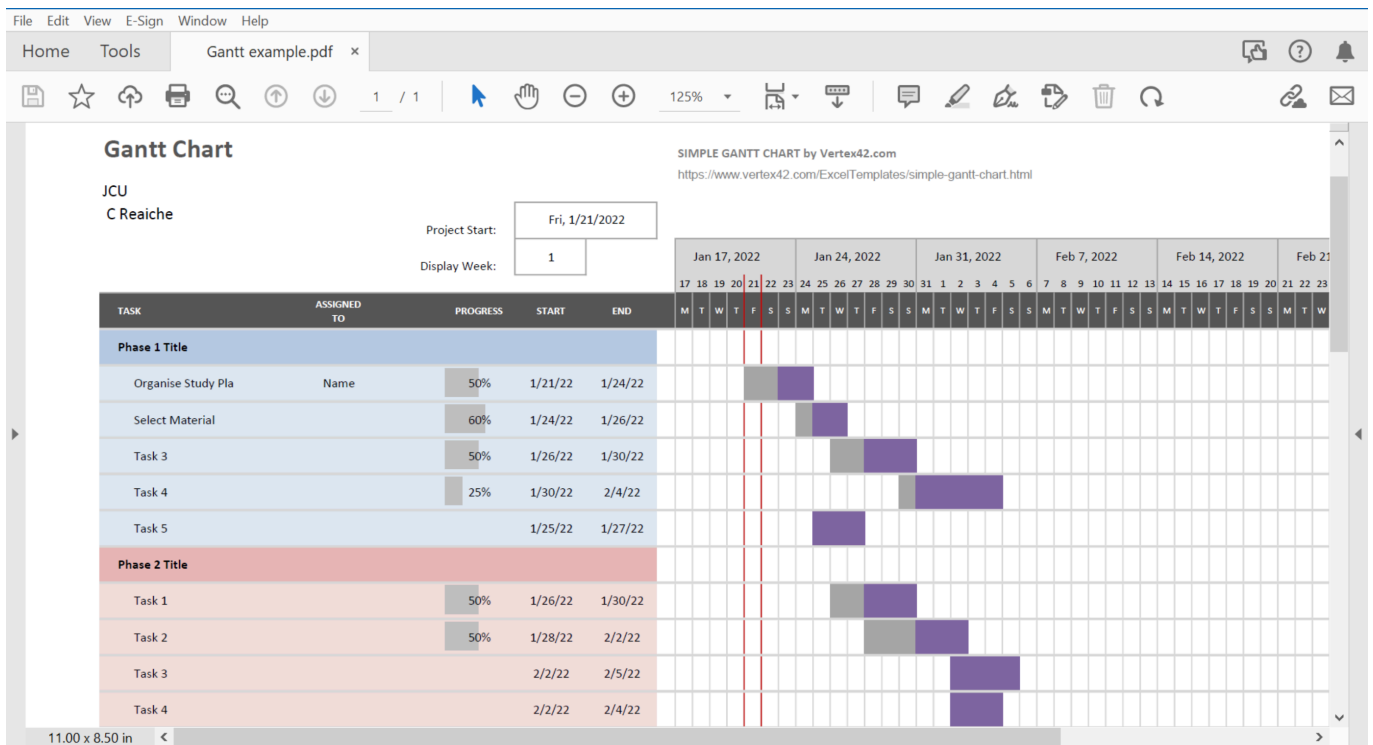 File Edit View E-Sign Window Help
Home Tools Gantt example.pdf ×
1 / 1 125%
Gantt Chart
SIMPLE GANTT CHART by Vertex42.com
https://www.vertex42.com/ExcelTemplates/simple-gantt-chart.html
JCU
C Reaiche
Project Start: Fri, 1/21/2022
Display Week: 1
Jan 17, 2022 Jan 24, 2022 Jan 31, 2022 Feb 7, 2022 Feb 14, 2022 Feb 21
17 18 19 20 21 22 23 24 25 26 27 28 29 30 31 1 2 3 4 5 6 7 8 9 10 11 12 13 14 15 16 17 18 19 20 21 22 23
TASK ASSIGNED TO PROGRESS START END M T W T F S S M T W T F S S M T W T F S S M T W T F S S M T W T F S S M T W
Phase 1 Title
Organise Study Pla Name 50% 1/21/22 1/24/22
Select Material 60% 1/24/22 1/26/22
Task 3 50% 1/26/22 1/30/22
Task 4 25% 1/30/22 2/4/22
Task 5 1/25/22 1/27/22
Phase 2 Title
Task 1 50% 1/26/22 1/30/22
Task 2 50% 1/28/22 2/2/22
Task 3 2/2/22 2/5/22
Task 4 2/2/22 2/4/22
11.00 x 8.50 in